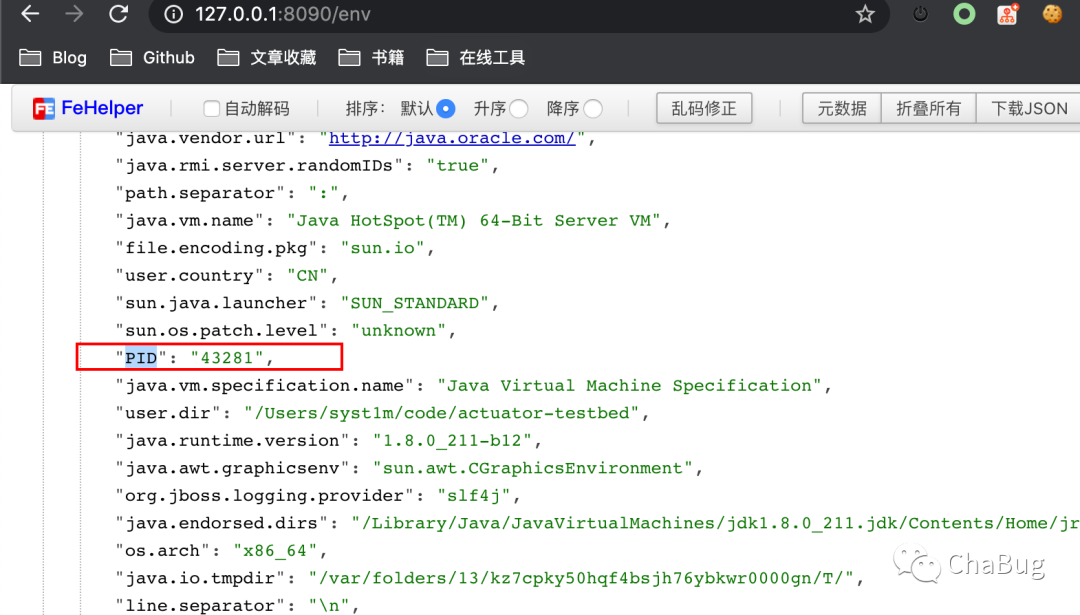 127.0.0.1:8090/env
Blog Github 文章收藏 书籍 在线工具
FeHelper 自动解码 排序: 默认 升序 降序 乱码修正 元数据 折叠所有 下载JSON
"java.vendor.url": "http://java.oracle.com/",
"java.rmi.server.randomIDs": "true",
"path.separator": ":",
"java.vm.name": "Java HotSpot(TM) 64-Bit Server VM",
"file.encoding.pkg": "sun.io",
"user.country": "CN",
"sun.java.launcher": "SUN_STANDARD",
"sun.os.patch.level": "unknown",
"PID": "43281",
"java.vm.specification.name": "Java Virtual Machine Specification",
"user.dir": "/Users/syst1m/code/actuator-testbed",
"java.runtime.version": "1.8.0_211-b12",
"java.awt.graphicsenv": "sun.awt.CGraphicsEnvironment",
"org.jboss.logging.provider": "slf4j",
"java.endorsed.dirs": "/Library/Java/JavaVirtualMachines/jdk1.8.0_211.jdk/Contents/Home/jr
"os.arch": "x86_64",
"java.io.tmpdir": "/var/folders/13/kz7cpky50hqf4bsjh76ybkwr0000gn/T/",
"line.separator": "\n",
ChaBug